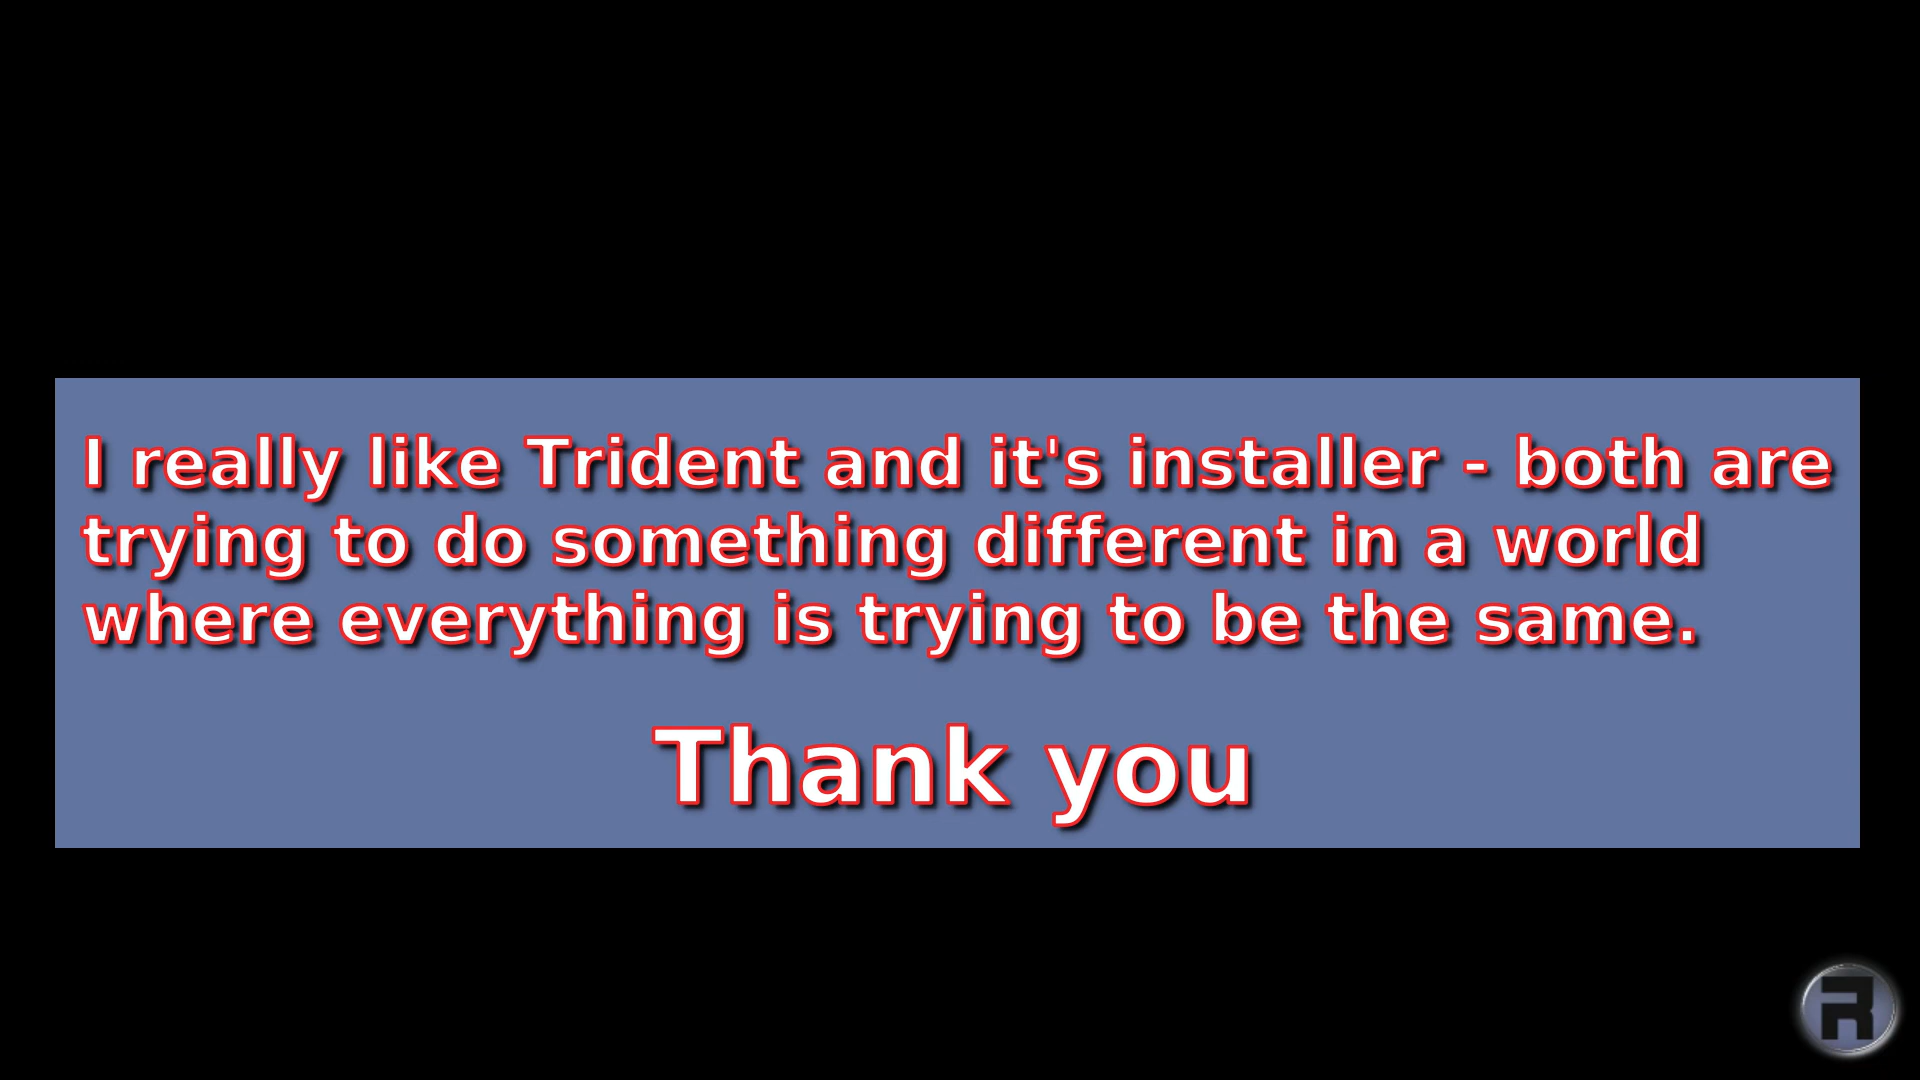 I really like Trident and it's installer - both are
trying to do something different in a world
where everything is trying to be the same.
Thank you
R